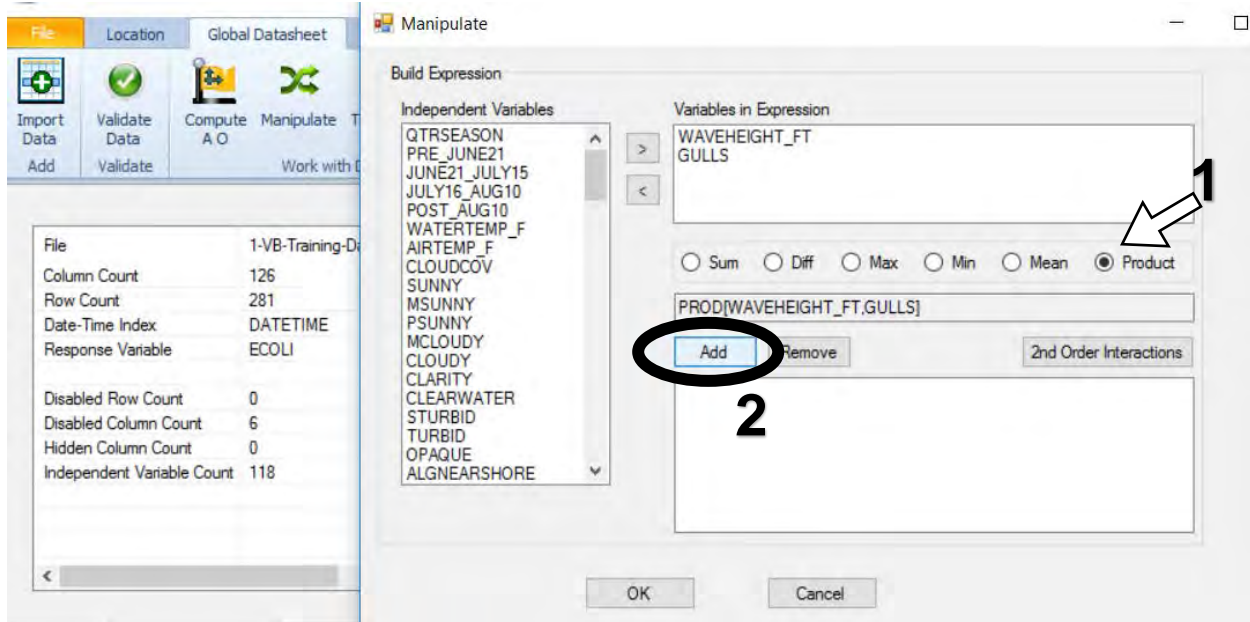 File Location Global Datasheet
Import Data
Validate Data
Compute A O
Manipulate
Add Validate Work with
File 1-VB-Training-Da
Column Count 126
Row Count 281
Date-Time Index DATETIME
Response Variable ECOLI
Disabled Row Count 0
Disabled Column Count 6
Hidden Column Count 0
Independent Variable Count 118
Manipulate
Build Expression
Independent Variables
QTRSEASON
PRE_JUNE21
JUNE21_JULY15
JULY16_AUG10
POST_AUG10
WATERTEMP_F
AIRTEMP_F
CLOUDCOV
SUNNY
MSUNNY
PSUNNY
MCLOUDY
CLOUDY
CLARITY
CLEARWATER
STURBID
TURBID
OPAQUE
ALGNEARSHORE
>
<
Variables in Expression
WAVEHEIGHT_FT
GULLS
1
Sum Diff Max Min Mean Product
PROD[WAVEHEIGHT_FT,GULLS]
Add Remove 2nd Order Interactions
2
OK Cancel